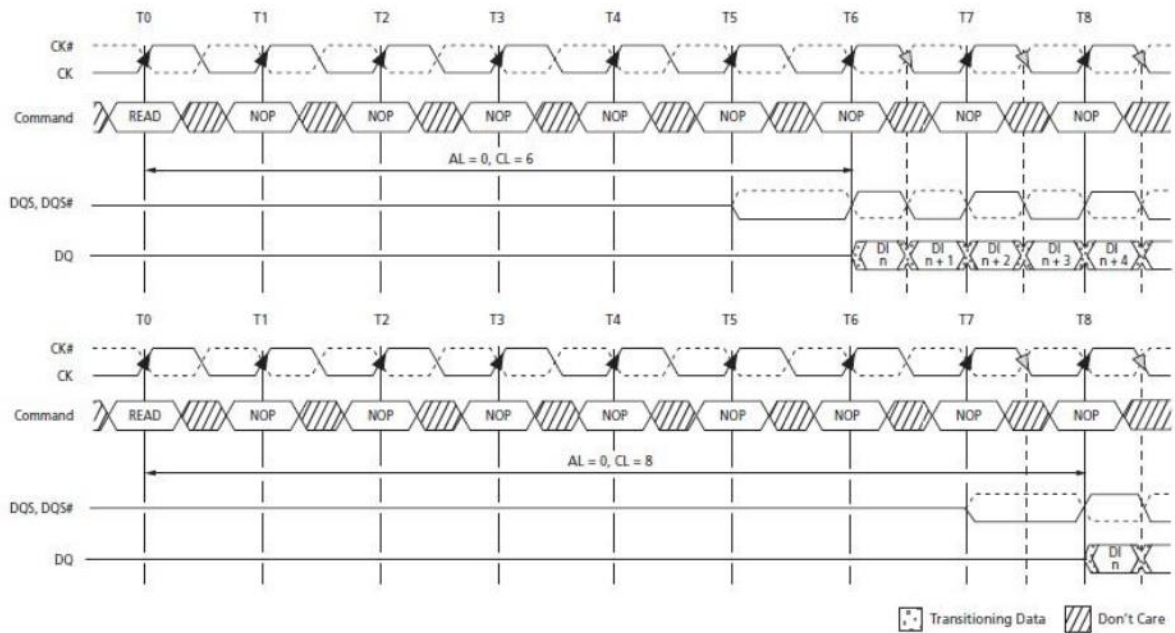 T0 T1 T2 T3 T4 T5 T6 T7 T8
CK#
CK
Command READ NOP NOP NOP NOP NOP NOP NOP NOP
AL = 0, CL = 6
DQS, DQS#
DQ DI n DI n + 1 DI n + 2 DI n + 3 DI n + 4
T0 T1 T2 T3 T4 T5 T6 T7 T8
CK#
CK
Command READ NOP NOP NOP NOP NOP NOP NOP NOP
AL = 0, CL = 8
DQS, DQS#
DQ DI n
Transitioning Data Don't Care